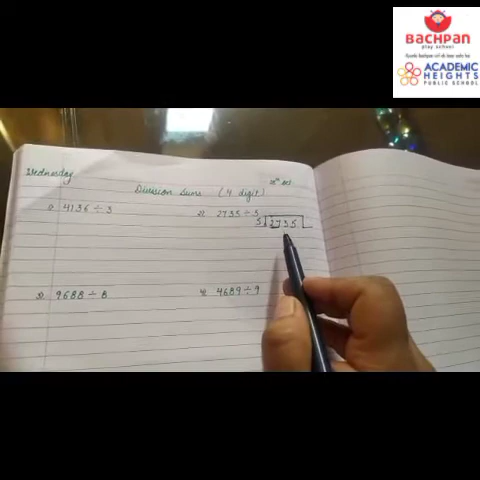 BACHPAN
play school
ACADEMIC
HEIGHTS
PUBLIC SCHOOL
Wednesday
Division Sums (4 digit)
1) 4136 ÷ 3
2) 2735 ÷ 5
5 2735
3) 9688 ÷ 8
4) 4689 ÷ 9